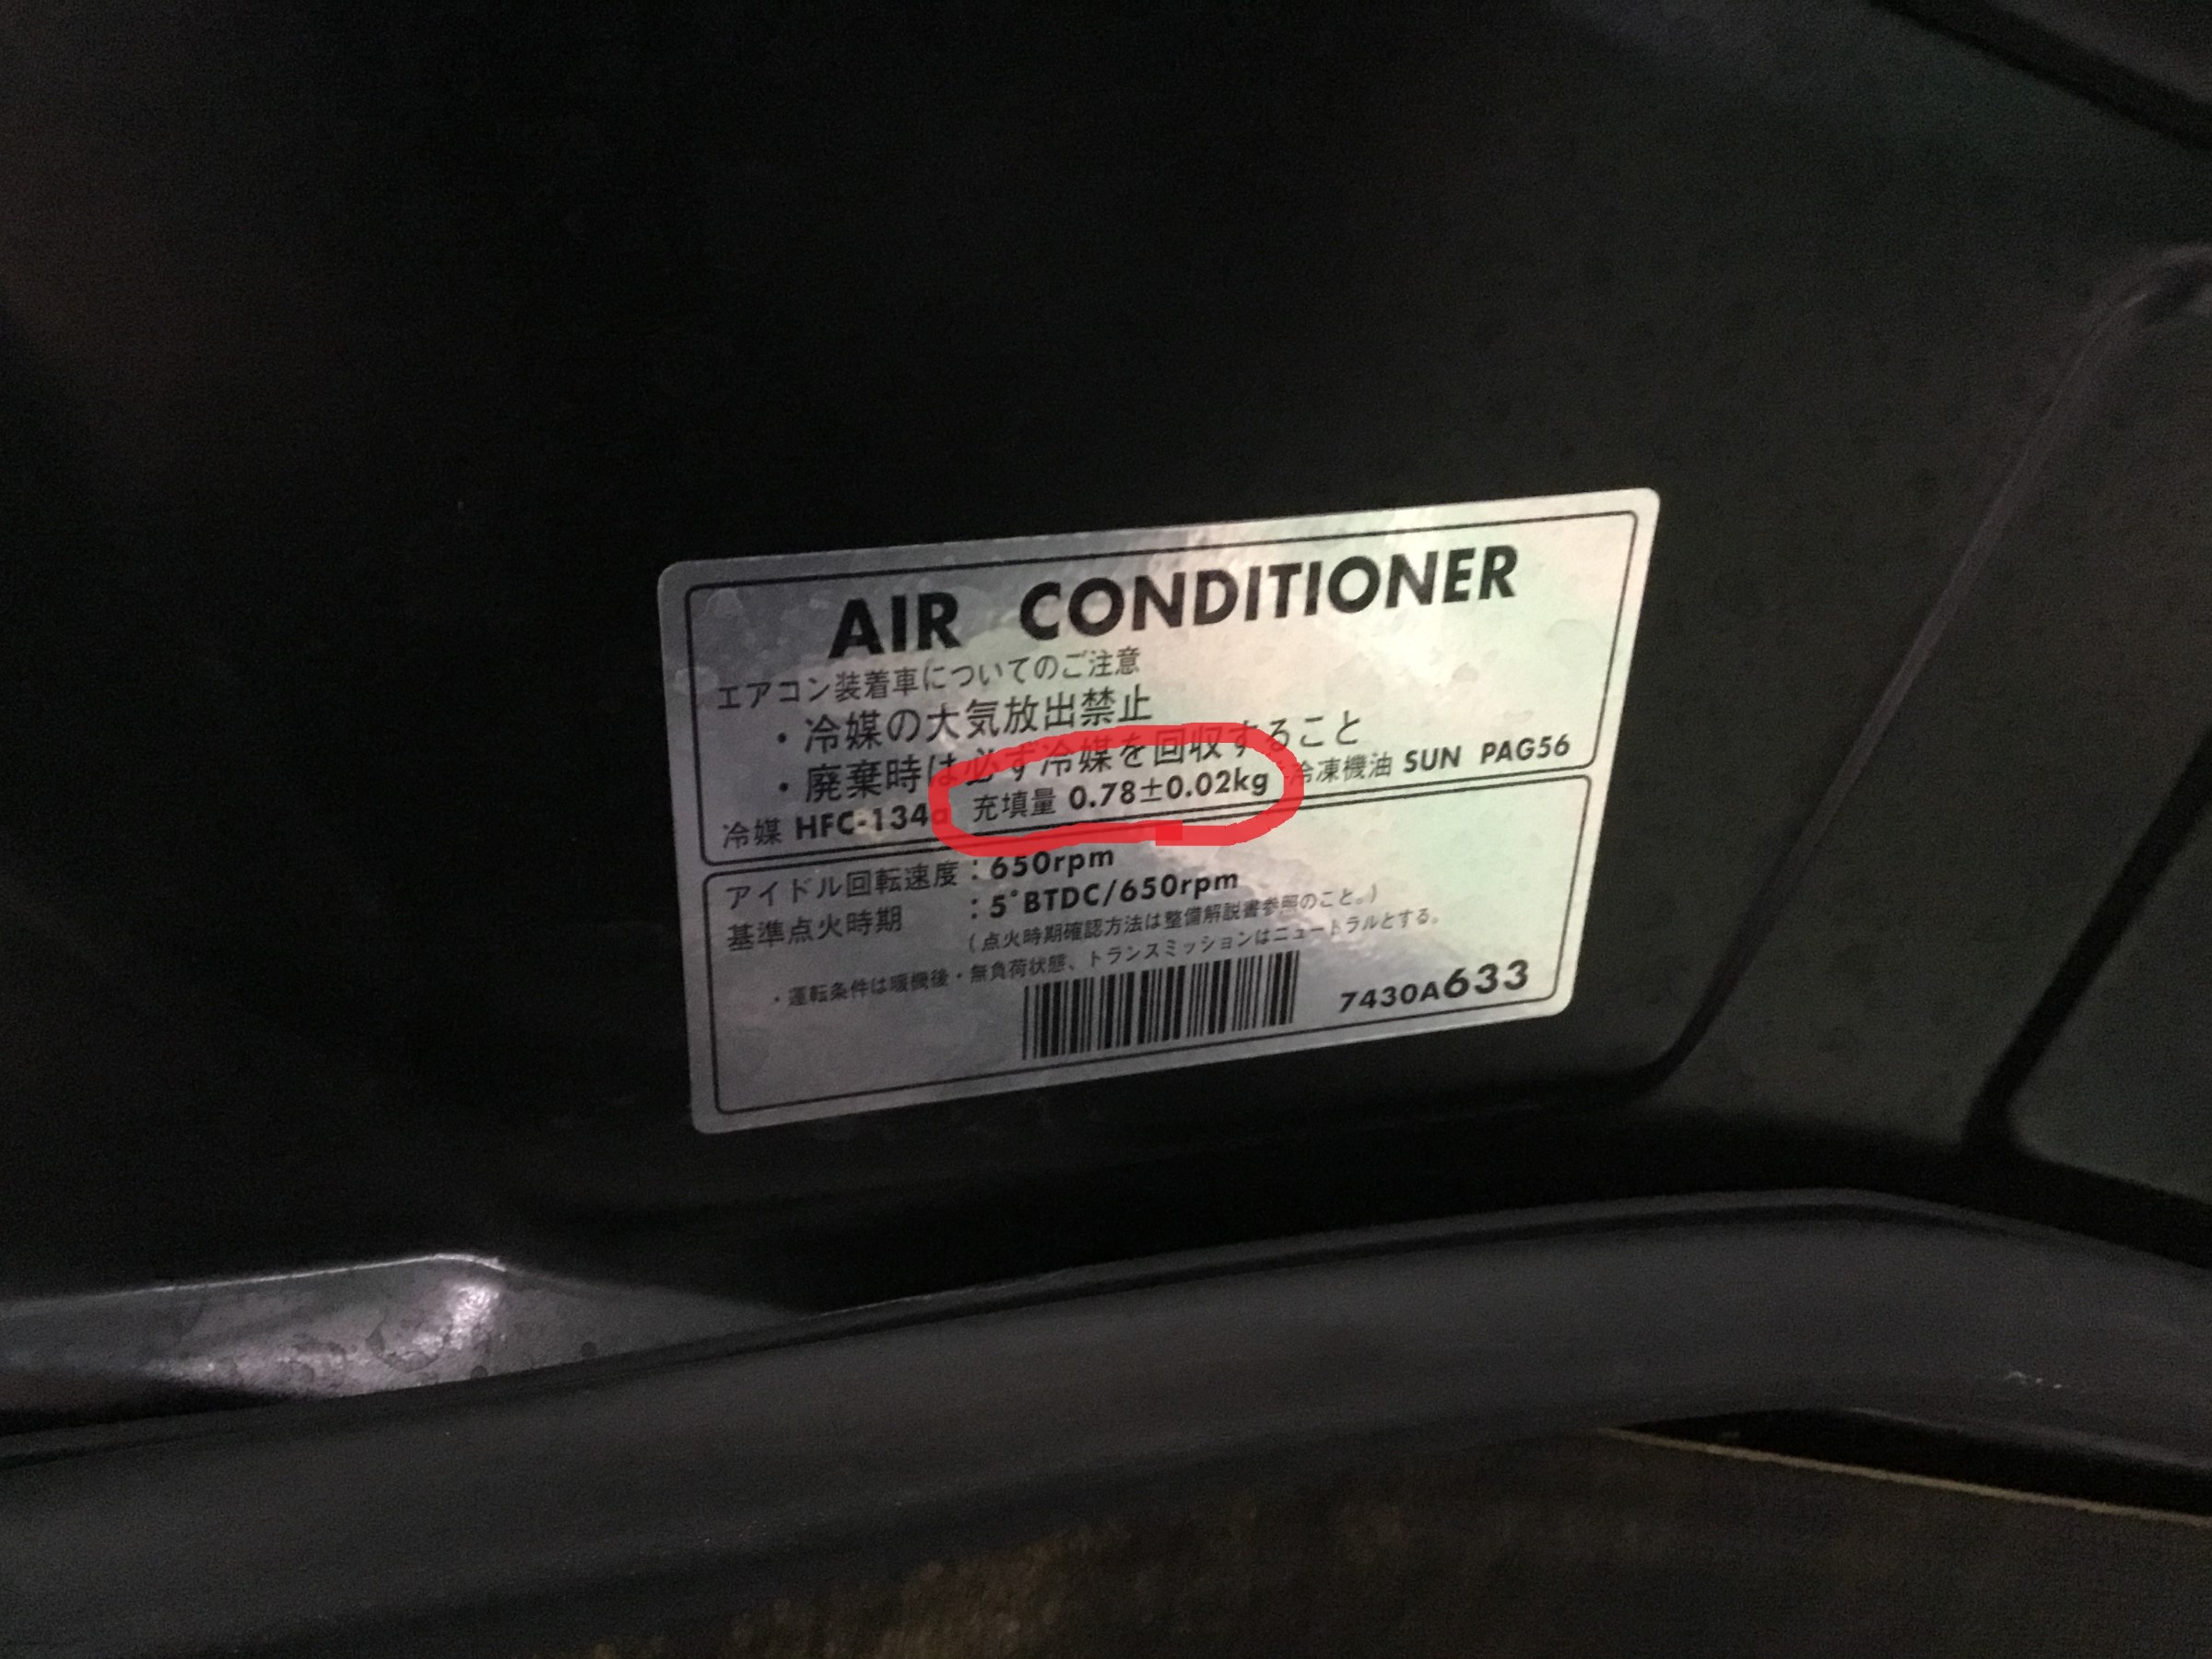 AIR CONDITIONER
エアコン装着車についてのご注意
・冷媒の大気放出禁止
・廃棄時は必ず冷媒を回収すること
冷媒 HFC-134a 充填量 0.78±0.02kg 冷凍機油 SUN PAG56
アイドル回転速度：650rpm
基準点火時期 ：5°BTDC/650rpm
(点火時期確認方法は整備解説書参照のこと。)
・運転条件は暖機後・無負荷状態、トランスミッションはニュートラルとする。
7430A633